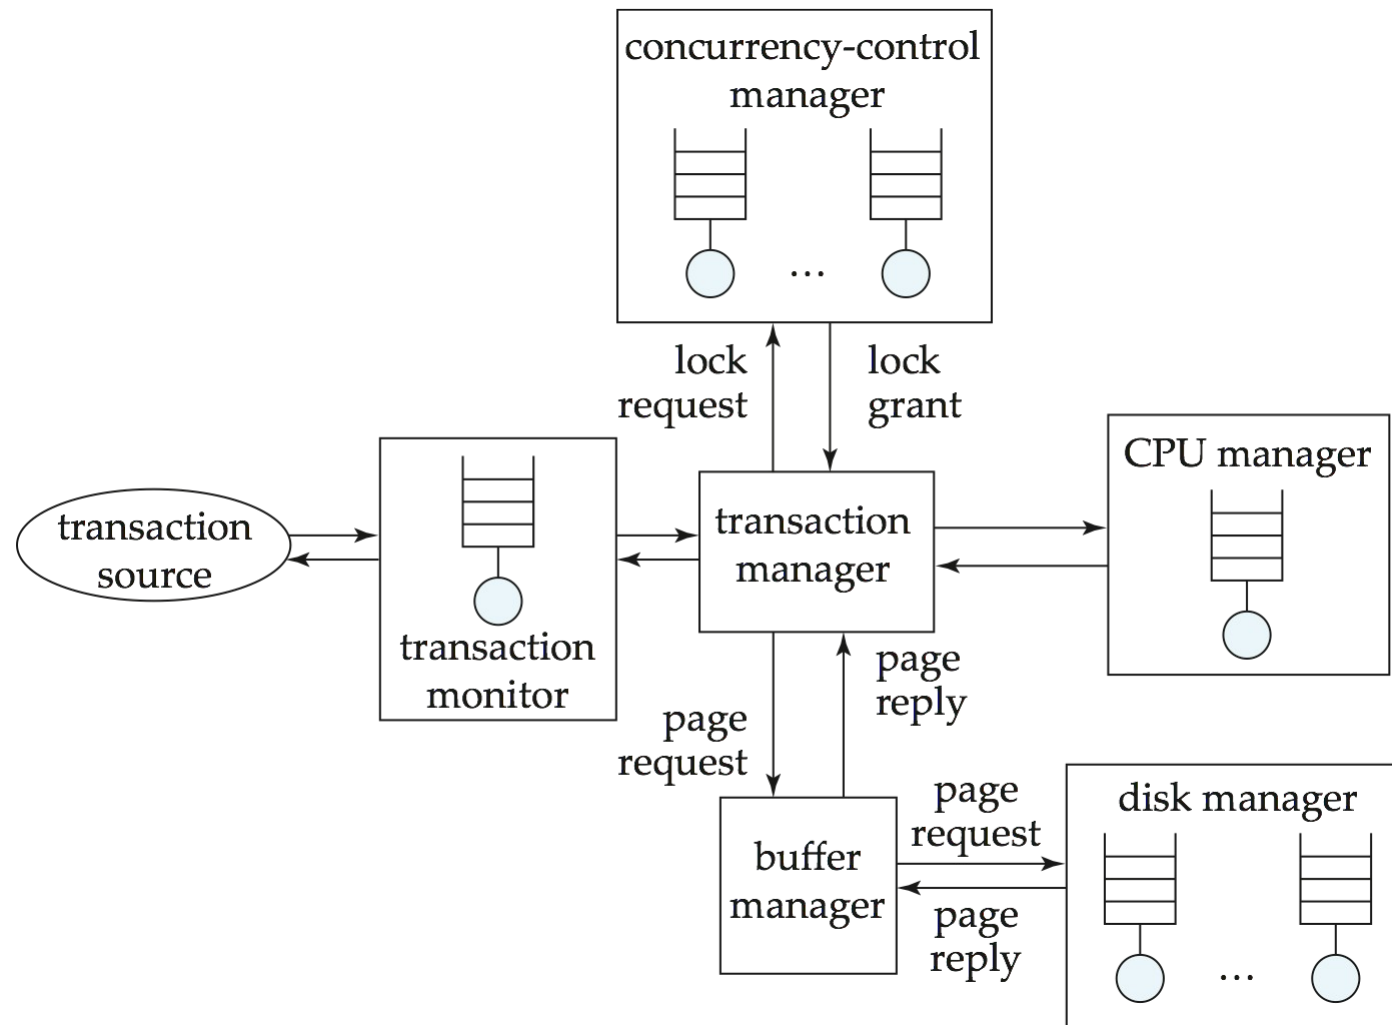 concurrency-control
manager
...
lock
request
lock
grant
CPU manager
transaction
source
transaction
monitor
transaction
manager
page
request
page
reply
buffer
manager
page
request
page
reply
disk manager
...